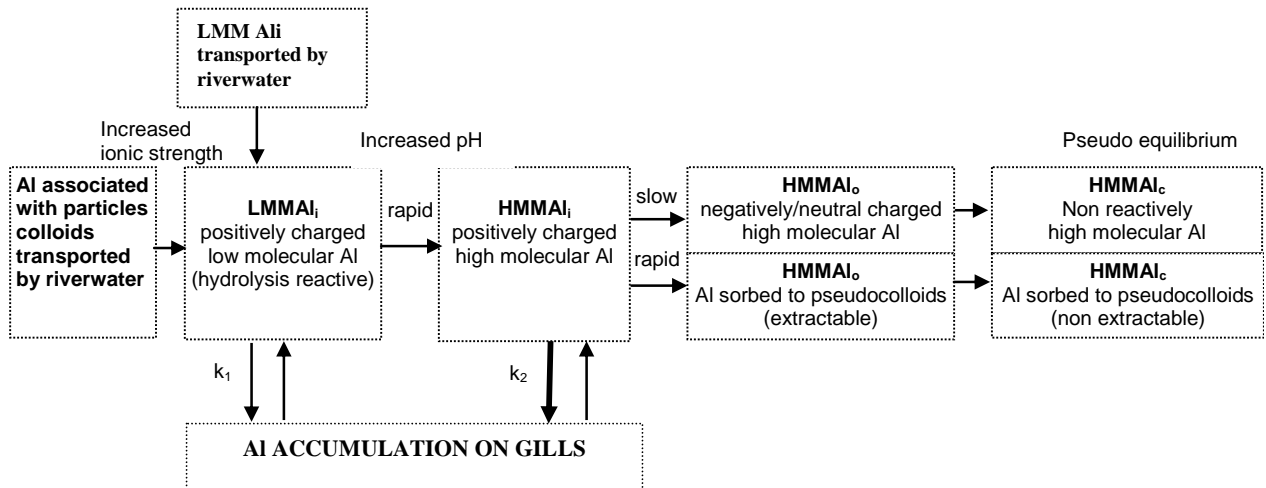 LMM Ali
transported by
riverwater
Increased
ionic strength
Increased pH
Pseudo equilibrium
Al associated
with particles
colloids
transported
by riverwater
LMMAlᵢ
positively charged
low molecular Al
(hydrolysis reactive)
rapid
HMMAlᵢ
positively charged
high molecular Al
slow
rapid
HMMAlₒ
negatively/neutral charged
high molecular Al
HMMAlₒ
Al sorbed to pseudocolloids
(extractable)
HMMAl꜀
Non reactively
high molecular Al
HMMAl꜀
Al sorbed to pseudocolloids
(non extractable)
k₁
k₂
Al ACCUMULATION ON GILLS